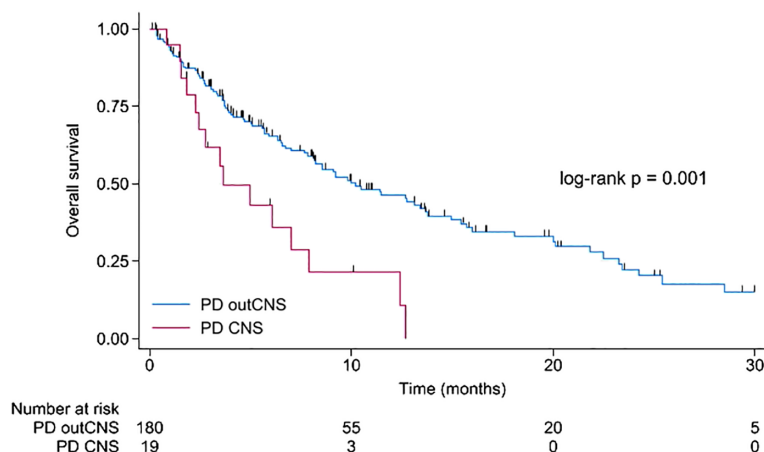 1.00
0.75
0.50
0.25
0.00
Overall survival
log-rank p = 0.001
PD outCNS
PD CNS
0 10 20 30
Time (months)
Number at risk
PD outCNS 180 55 20 5
PD CNS 19 3 0 0